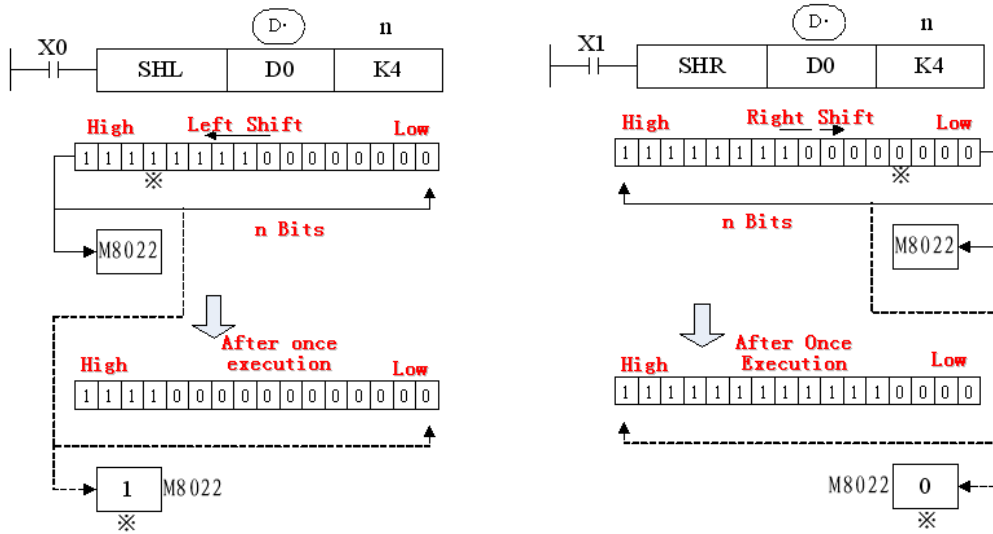 D·
n
X0
SHL
D0
K4
High
Left Shift
Low
1 1 1 1 1 1 1 1 0 0 0 0 0 0 0 0
※
n Bits
M8022
After once
execution
High
Low
1 1 1 1 0 0 0 0 0 0 0 0 0 0 0 0
1
M8022
※
D·
n
X1
SHR
D0
K4
High
Right Shift
Low
1 1 1 1 1 1 1 1 0 0 0 0 0 0 0 0
※
n Bits
M8022
After Once
Execution
High
Low
1 1 1 1 1 1 1 1 1 1 1 1 0 0 0 0
M8022
0
※